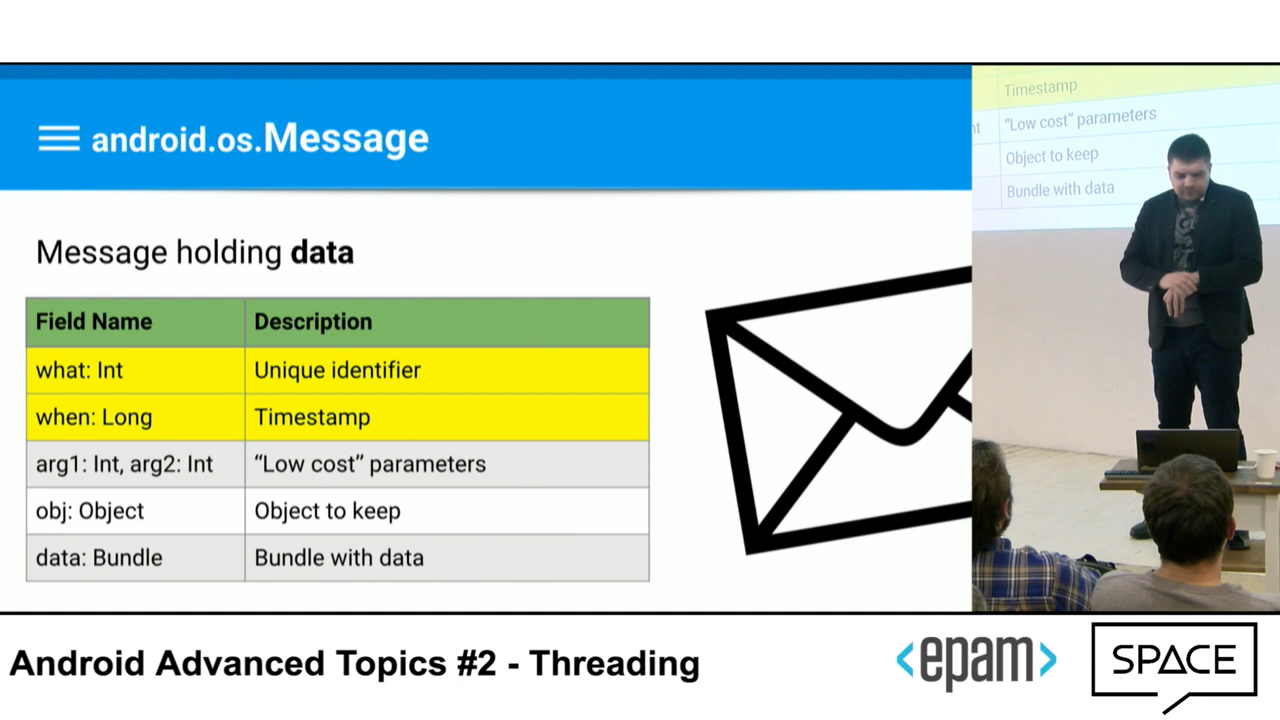 android.os.Message
Message holding data
Field Name Description
what: Int Unique identifier
when: Long Timestamp
arg1: Int, arg2: Int “Low cost” parameters
obj: Object Object to keep
data: Bundle Bundle with data
Timestamp
nt “Low cost” parameters
Object to keep
Bundle with data
Android Advanced Topics #2 - Threading
<epam>
SPACE